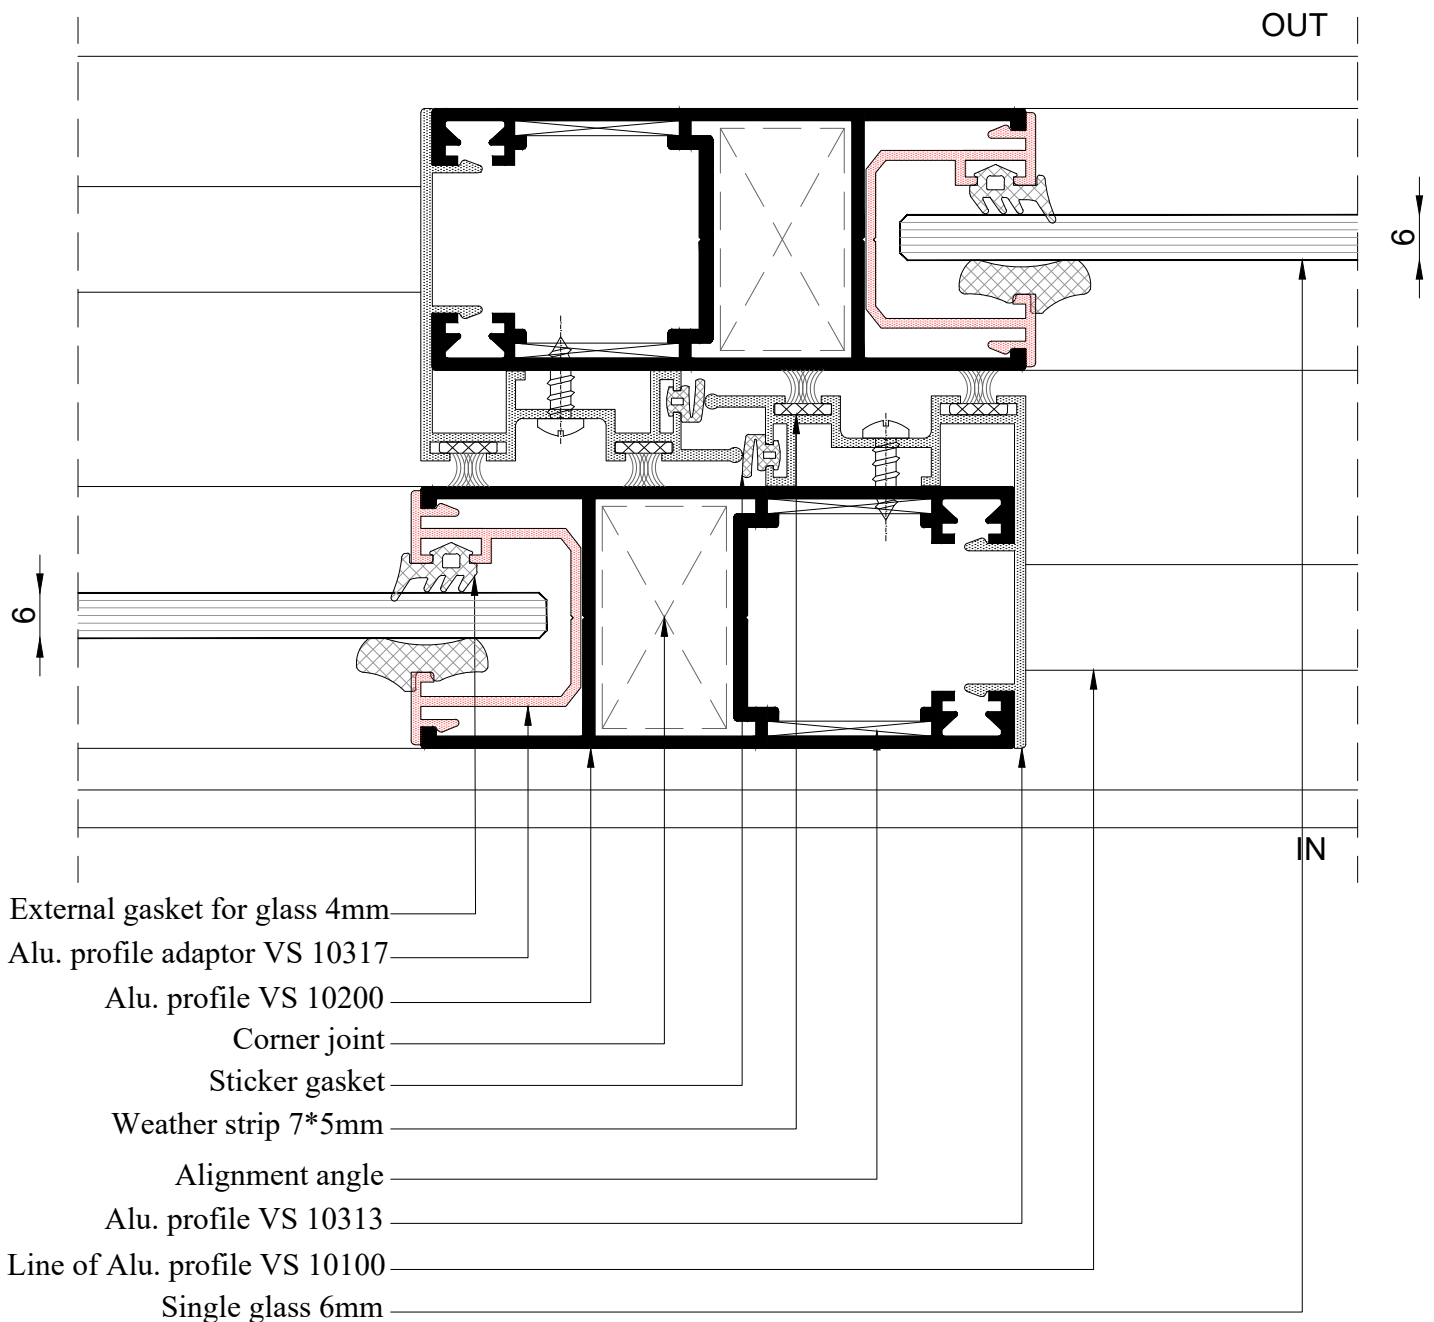 OUT
6
6
IN
External gasket for glass 4mm
Alu. profile adaptor VS 10317
Alu. profile VS 10200
Corner joint
Sticker gasket
Weather strip 7*5mm
Alignment angle
Alu. profile VS 10313
Line of Alu. profile VS 10100
Single glass 6mm